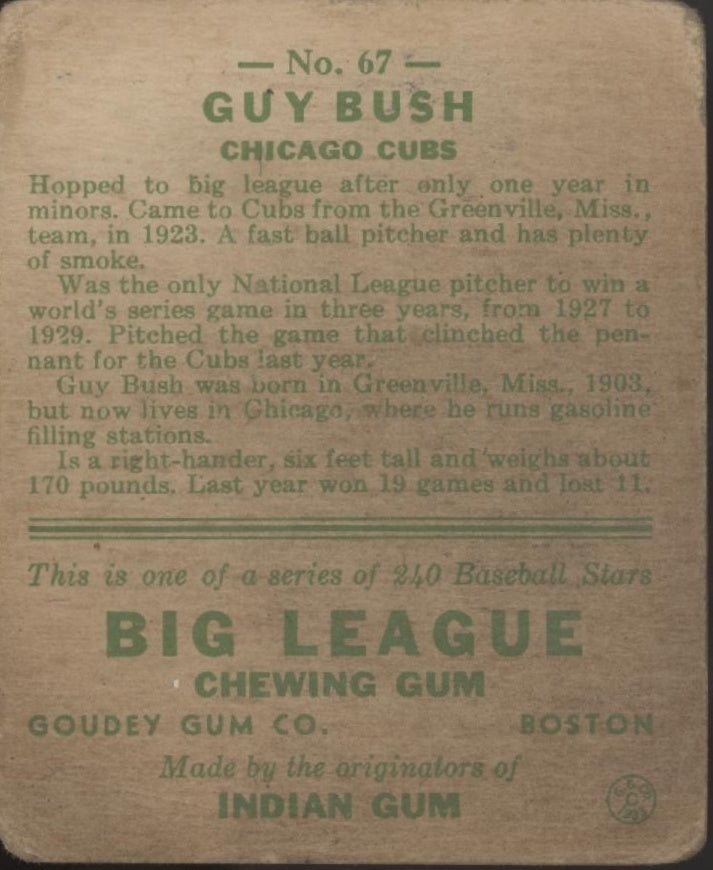 — No. 67 —
GUY BUSH
CHICAGO CUBS
Hopped to big league after only one year in
minors. Came to Cubs from the Greenville, Miss.,
team, in 1923. A fast ball pitcher and has plenty
of smoke.
Was the only National League pitcher to win a
world's series game in three years, from 1927 to
1929. Pitched the game that clinched the pen-
nant for the Cubs last year.
Guy Bush was born in Greenville, Miss., 1903,
but now lives in Chicago, where he runs gasoline
filling stations.
Is a right-hander, six feet tall and weighs about
170 pounds. Last year won 19 games and lost 11.
This is one of a series of 240 Baseball Stars
BIG LEAGUE
CHEWING GUM
GOUDEY GUM CO. BOSTON
Made by the originators of
INDIAN GUM